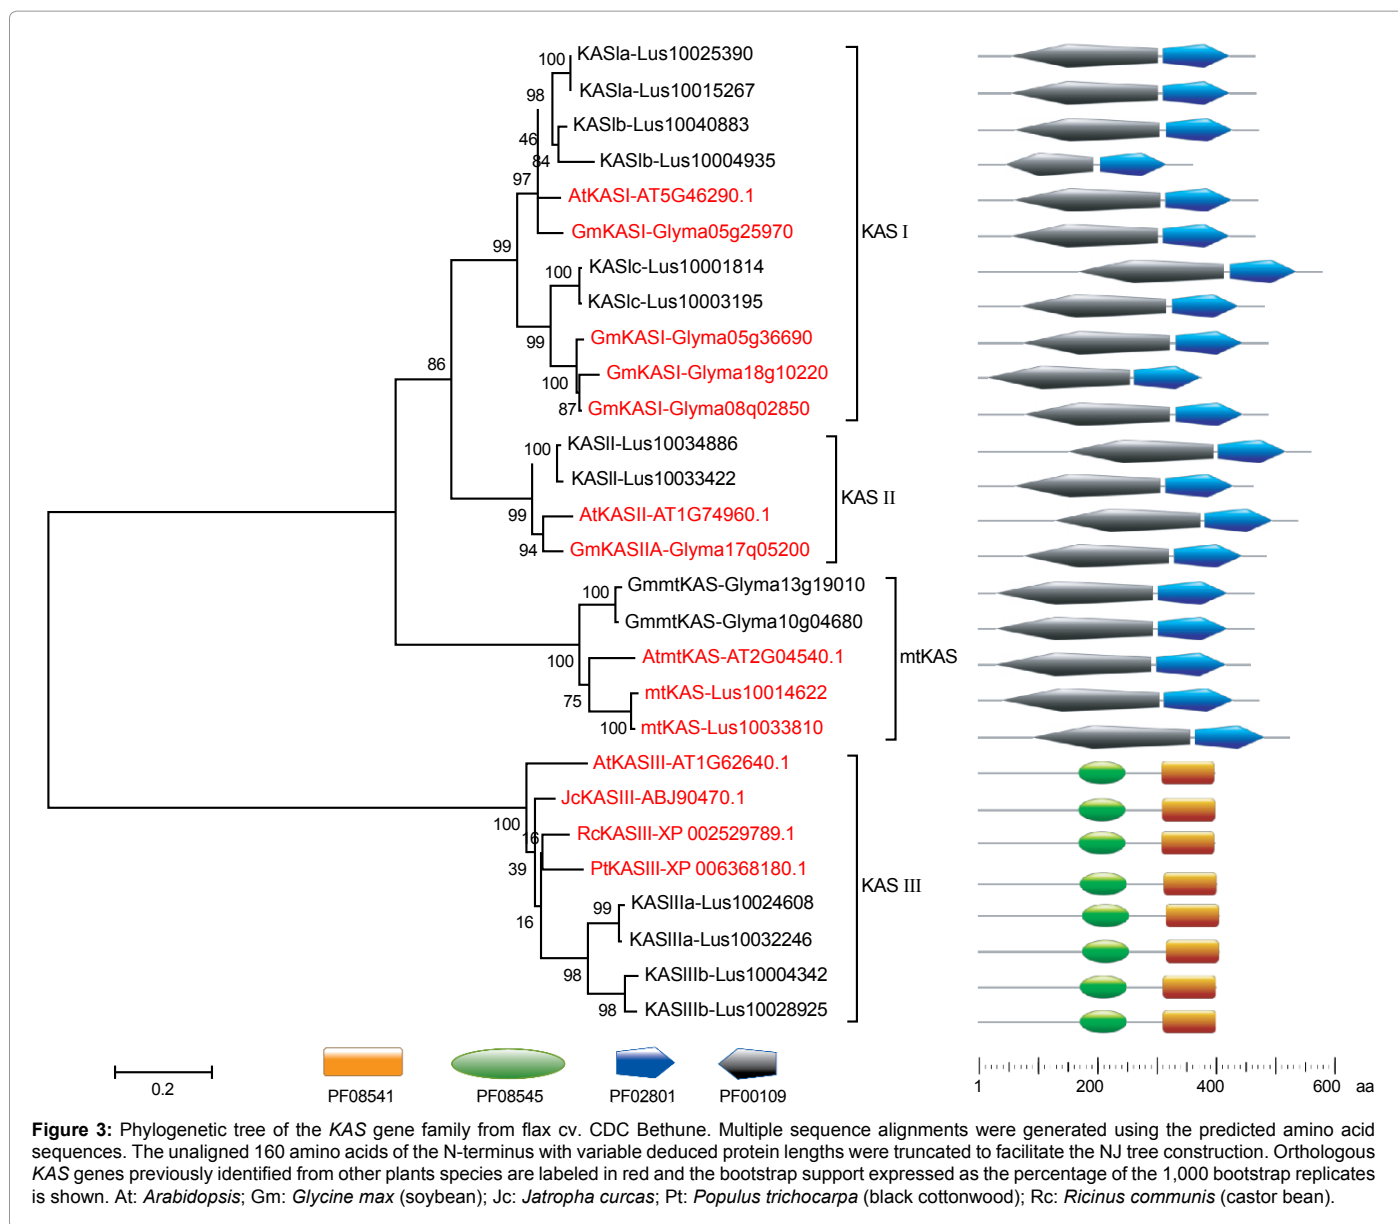 100
KASIa-Lus10025390
KASIa-Lus10015267
98
KASIb-Lus10040883
46
84
KASIb-Lus10004935
97
AtKASI-AT5G46290.1
GmKASI-Glyma05g25970
KAS I
99
100
KASIc-Lus10001814
KASIc-Lus10003195
99
GmKASI-Glyma05g36690
86
GmKASI-Glyma18g10220
100
87
GmKASI-Glyma08q02850
100
KASII-Lus10034886
KASII-Lus10033422
KAS II
99
AtKASII-AT1G74960.1
94
GmKASIIA-Glyma17q05200
100
GmmtKAS-Glyma13g19010
GmmtKAS-Glyma10g04680
100
AtmtKAS-AT2G04540.1
mtKAS
75
mtKAS-Lus10014622
100
mtKAS-Lus10033810
AtKASIII-AT1G62640.1
JcKASIII-ABJ90470.1
100
16
RcKASIII-XP 002529789.1
39
PtKASIII-XP 006368180.1
KAS III
99
KASIIIa-Lus10024608
16
KASIIIa-Lus10032246
98
KASIIIb-Lus10004342
98
KASIIIb-Lus10028925
0.2
PF08541
PF08545
PF02801
PF00109
1 200 400 600 aa
Figure 3: Phylogenetic tree of the KAS gene family from flax cv. CDC Bethune. Multiple sequence alignments were generated using the predicted amino acid
sequences. The unaligned 160 amino acids of the N-terminus with variable deduced protein lengths were truncated to facilitate the NJ tree construction. Orthologous
KAS genes previously identified from other plants species are labeled in red and the bootstrap support expressed as the percentage of the 1,000 bootstrap replicates
is shown. At: Arabidopsis; Gm: Glycine max (soybean); Jc: Jatropha curcas; Pt: Populus trichocarpa (black cottonwood); Rc: Ricinus communis (castor bean).